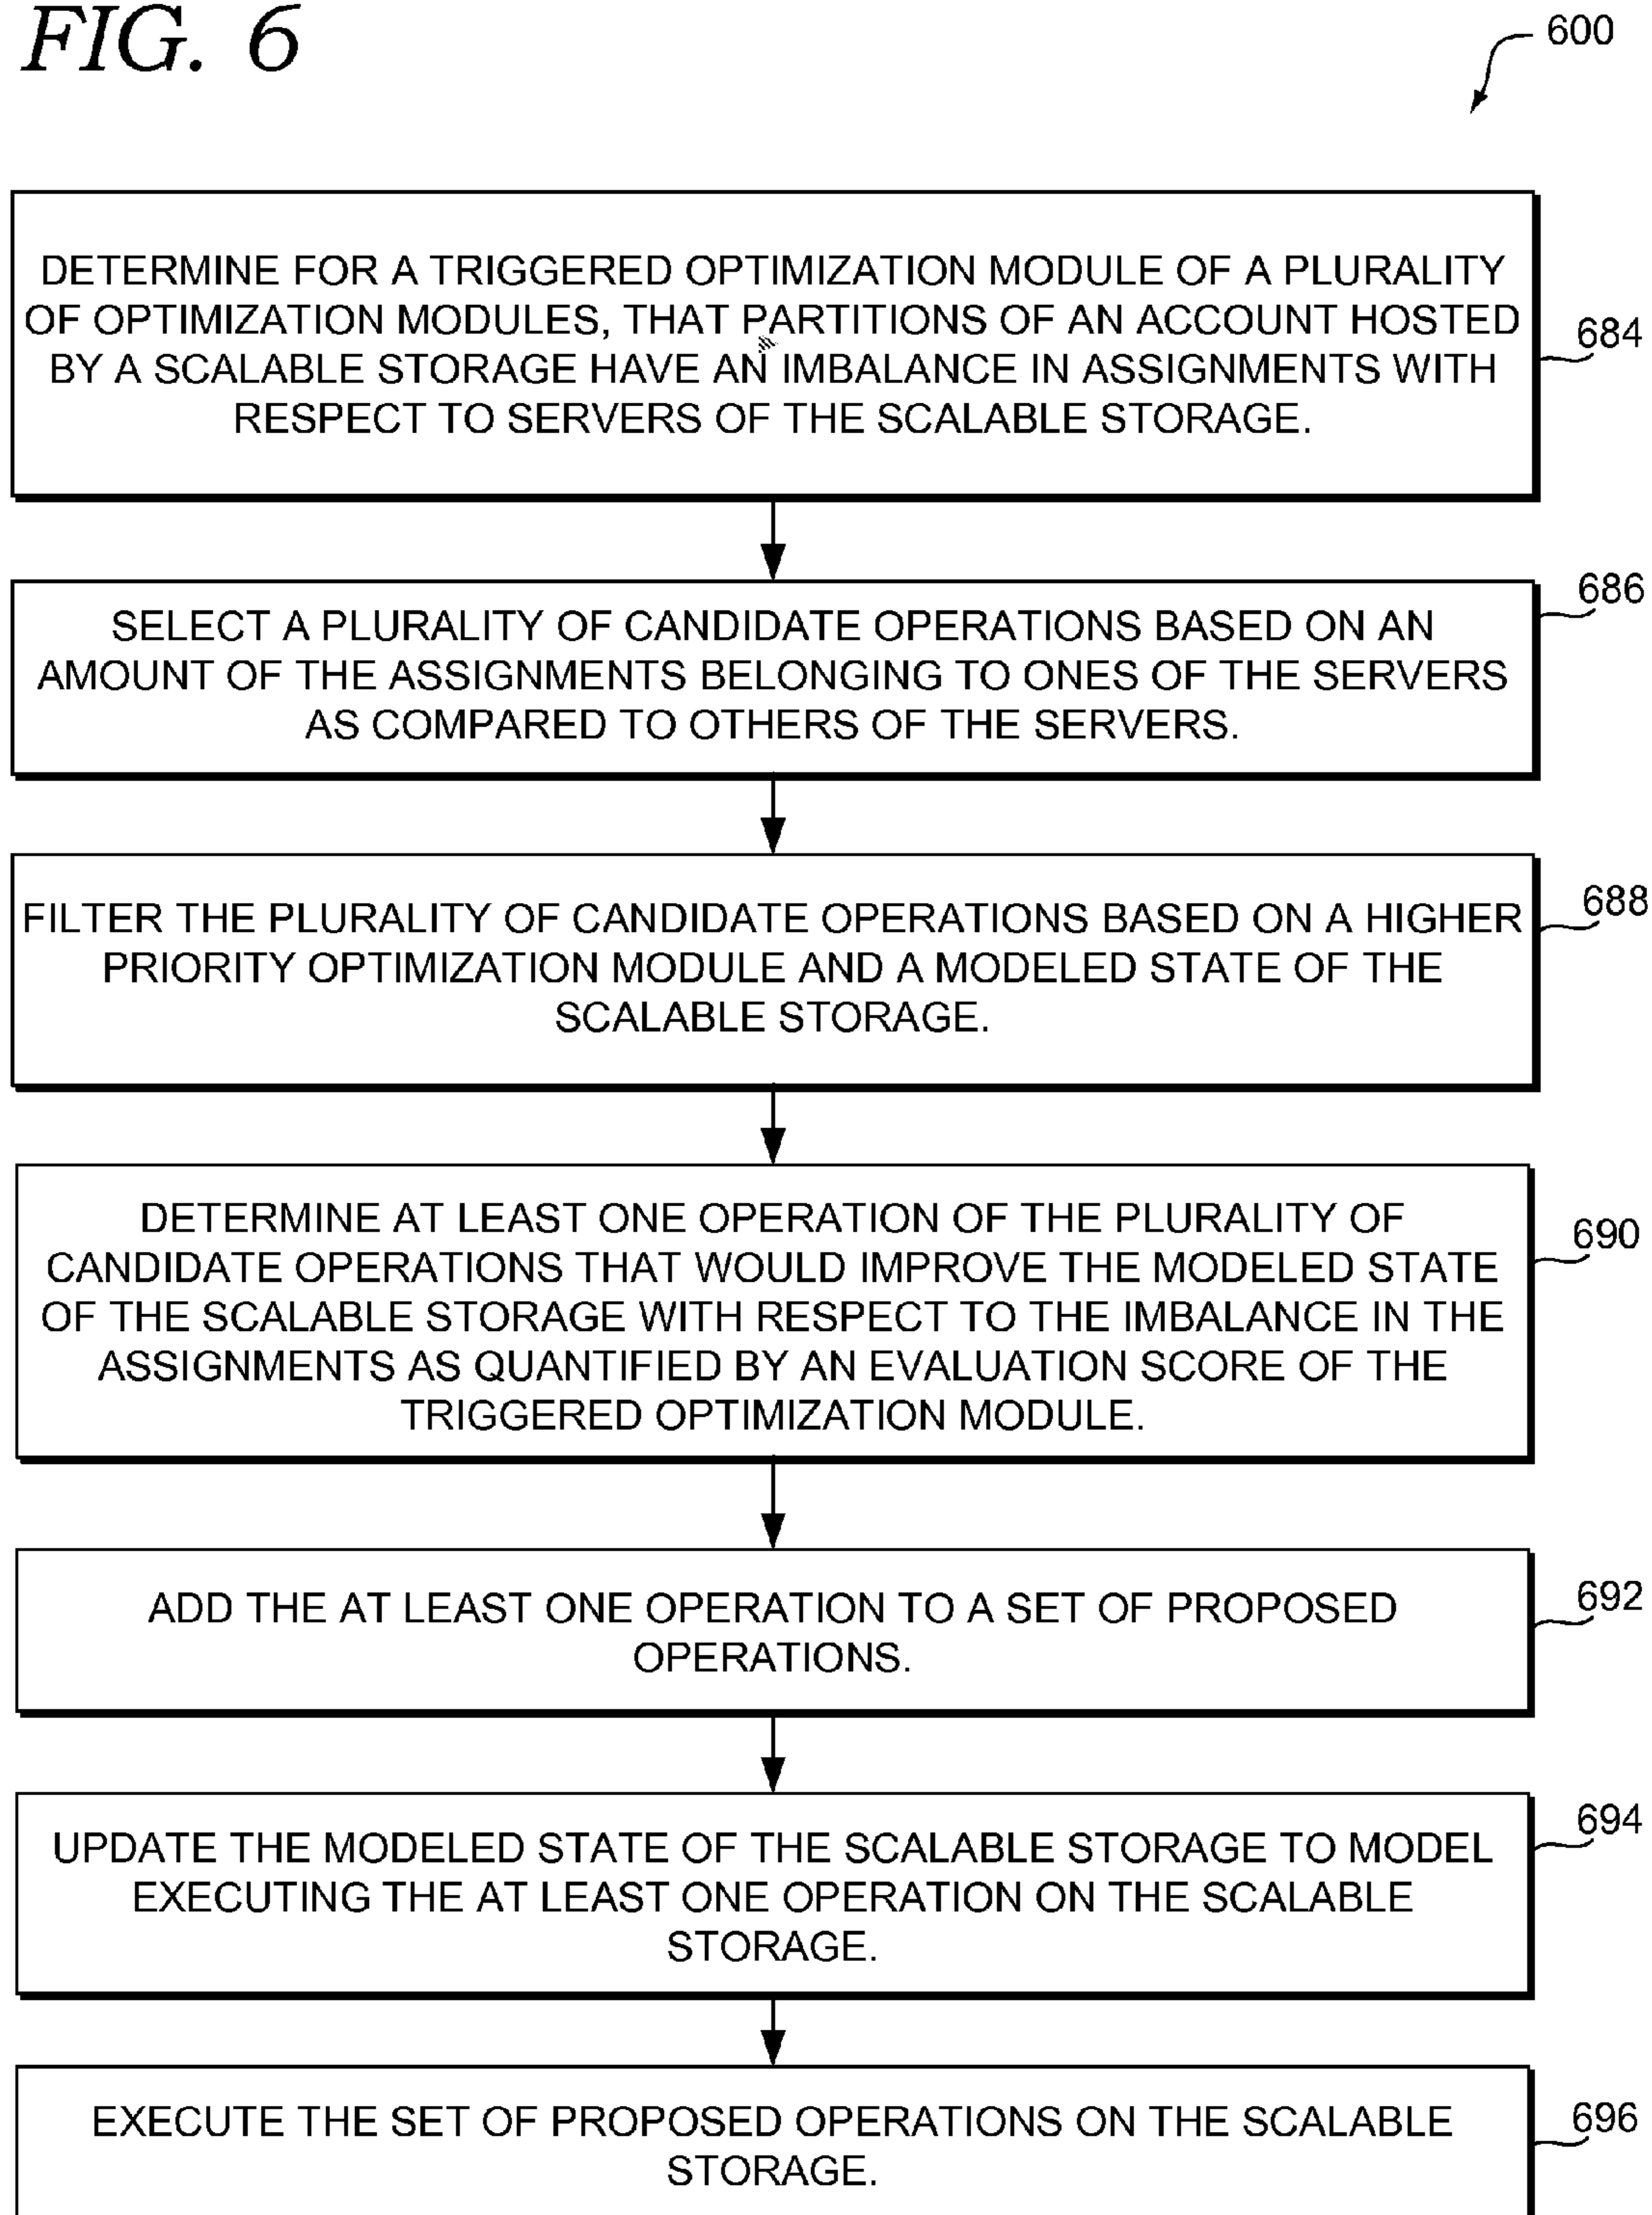 FIG. 6
600
DETERMINE FOR A TRIGGERED OPTIMIZATION MODULE OF A PLURALITY
OF OPTIMIZATION MODULES, THAT PARTITIONS OF AN ACCOUNT HOSTED
BY A SCALABLE STORAGE HAVE AN IMBALANCE IN ASSIGNMENTS WITH
RESPECT TO SERVERS OF THE SCALABLE STORAGE.
684
SELECT A PLURALITY OF CANDIDATE OPERATIONS BASED ON AN
AMOUNT OF THE ASSIGNMENTS BELONGING TO ONES OF THE SERVERS
AS COMPARED TO OTHERS OF THE SERVERS.
686
FILTER THE PLURALITY OF CANDIDATE OPERATIONS BASED ON A HIGHER
PRIORITY OPTIMIZATION MODULE AND A MODELED STATE OF THE
SCALABLE STORAGE.
688
DETERMINE AT LEAST ONE OPERATION OF THE PLURALITY OF
CANDIDATE OPERATIONS THAT WOULD IMPROVE THE MODELED STATE
OF THE SCALABLE STORAGE WITH RESPECT TO THE IMBALANCE IN THE
ASSIGNMENTS AS QUANTIFIED BY AN EVALUATION SCORE OF THE
TRIGGERED OPTIMIZATION MODULE.
690
ADD THE AT LEAST ONE OPERATION TO A SET OF PROPOSED
OPERATIONS.
692
UPDATE THE MODELED STATE OF THE SCALABLE STORAGE TO MODEL
EXECUTING THE AT LEAST ONE OPERATION ON THE SCALABLE
STORAGE.
694
EXECUTE THE SET OF PROPOSED OPERATIONS ON THE SCALABLE
STORAGE.
696